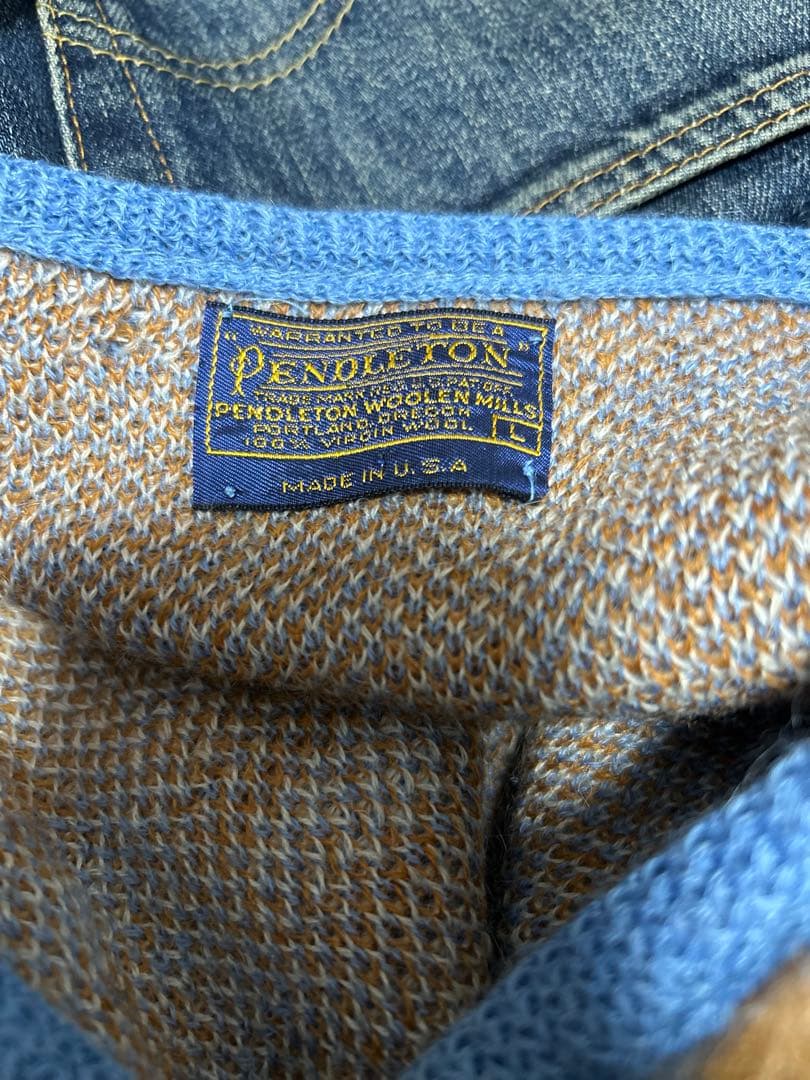 WARRANTED TO BE A
"PENDLETON"
TRADE MARK REG. U.S. PAT. OFF.
PENDLETON WOOLEN MILLS
PORTLAND, OREGON
100% VIRGIN WOOL
L
MADE IN U.S.A